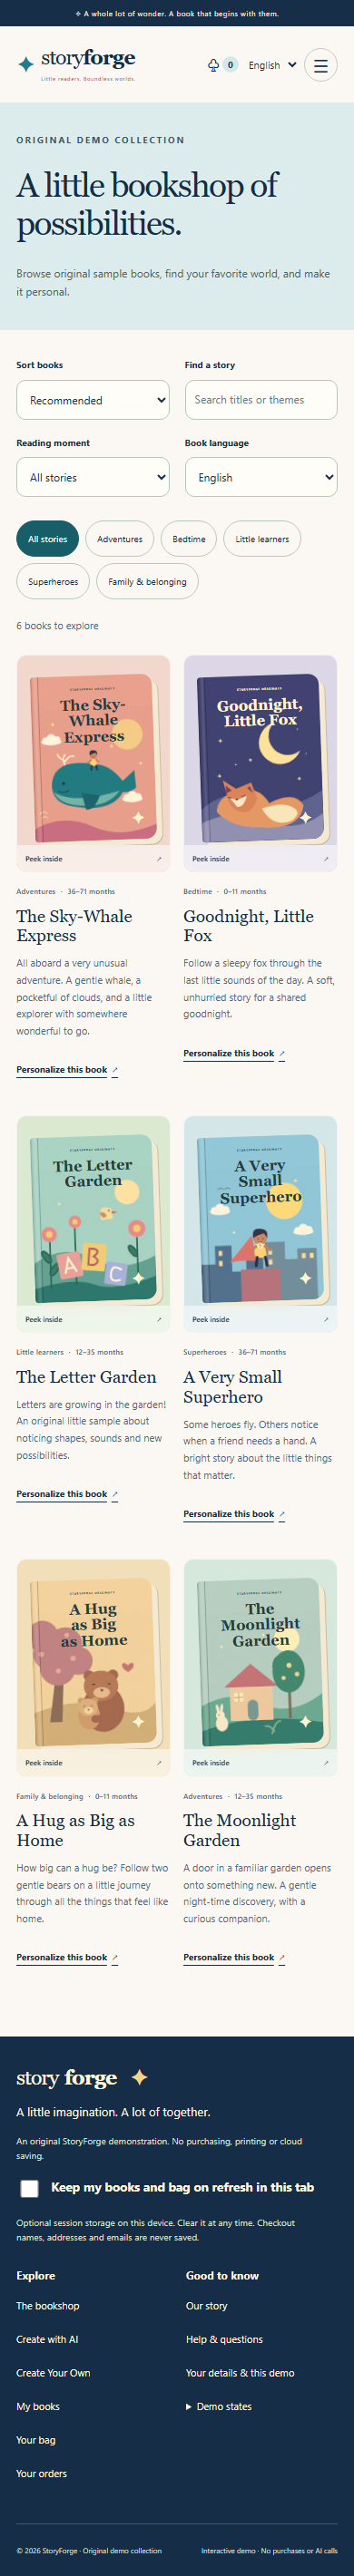 ✦ A whole lot of wonder. A book that begins with them.
storyforge
Little readers. Boundless worlds.
0
English
ORIGINAL DEMO COLLECTION
A little bookshop of
possibilities.
Browse original sample books, find your favorite world, and make
it personal.
Sort books
Find a story
Recommended
Search titles or themes
Reading moment
Book language
All stories
English
All stories
Adventures
Bedtime
Little learners
Superheroes
Family & belonging
6 books to explore
STORYFORGE ORIGINALS
The Sky-
Whale
Express
Peek inside ↗
STORYFORGE ORIGINALS
Goodnight,
Little Fox
Peek inside ↗
Adventures · 36–71 months
The Sky-Whale
Express
All aboard a very unusual
adventure. A gentle whale, a
pocketful of clouds, and a little
explorer with somewhere
wonderful to go.
Personalize this book ↗
Bedtime · 0–11 months
Goodnight, Little
Fox
Follow a sleepy fox through the
last little sounds of the day. A soft,
unhurried story for a shared
goodnight.
Personalize this book ↗
STORYFORGE ORIGINALS
The Letter
Garden
A
B
C
Peek inside ↗
STORYFORGE ORIGINALS
A Very
Small
Superhero
Peek inside ↗
Little learners · 12–35 months
The Letter Garden
Letters are growing in the garden!
An original little sample about
noticing shapes, sounds and new
possibilities.
Personalize this book ↗
Superheroes · 36–71 months
A Very Small
Superhero
Some heroes fly. Others notice
when a friend needs a hand. A
bright story about the little things
that matter.
Personalize this book ↗
STORYFORGE ORIGINALS
A Hug
as Big
as Home
Peek inside ↗
STORYFORGE ORIGINALS
The
Moonlight
Garden
Peek inside ↗
Family & belonging · 0–11 months
A Hug as Big as
Home
How big can a hug be? Follow two
gentle bears on a little journey
through all the things that feel like
home.
Personalize this book ↗
Adventures · 12–35 months
The Moonlight
Garden
A door in a familiar garden opens
onto something new. A gentle
night-time discovery, with a
curious companion.
Personalize this book ↗
story forge
A little imagination. A lot of together.
An original StoryForge demonstration. No purchasing, printing or cloud
saving.
Keep my books and bag on refresh in this tab
Optional session storage on this device. Clear it at any time. Checkout
names, addresses and emails are never saved.
Explore
The bookshop
Create with AI
Create Your Own
My books
Your bag
Your orders
Good to know
Our story
Help & questions
Your details & this demo
▶ Demo states
© 2026 StoryForge · Original demo collection
Interactive demo · No purchases or AI calls